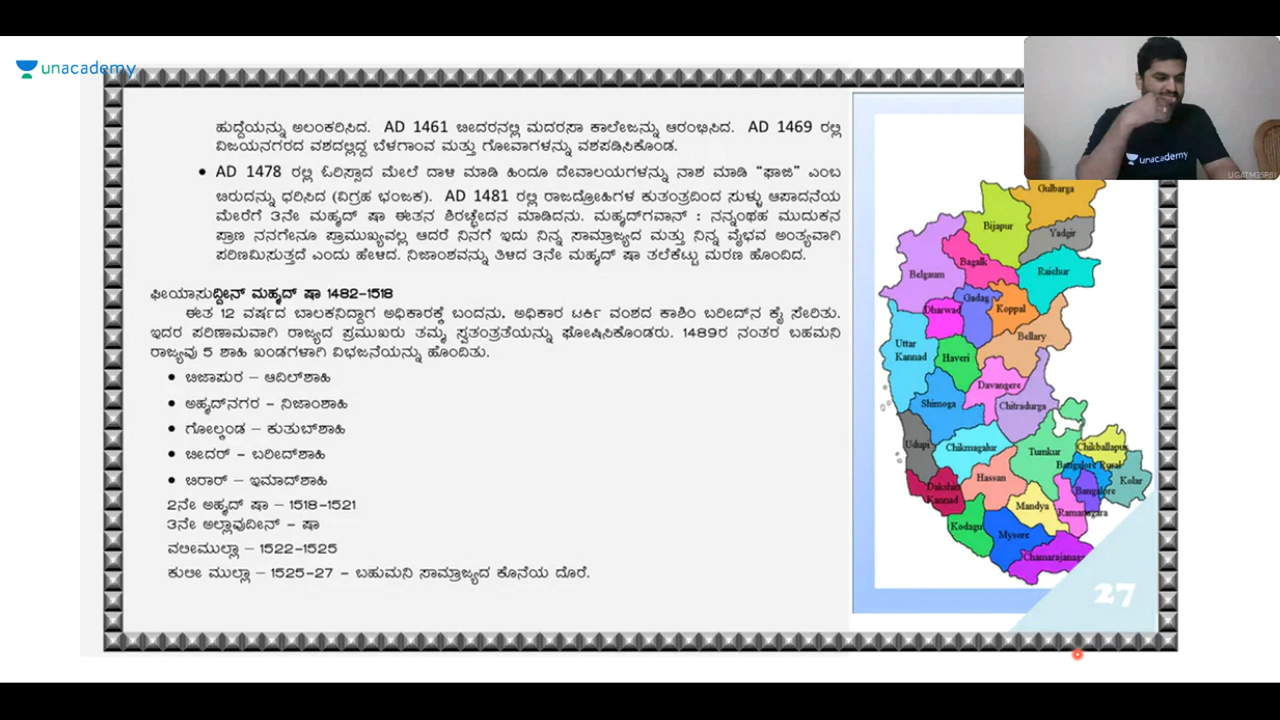 unacademy
ಹುದ್ದೆಯನ್ನು ಅಲಂಕರಿಸಿದ. AD 1461 ಬೀದರನಲ್ಲಿ ಮದರಸಾ ಕಾಲೇಜನ್ನು ಆರಂಭಿಸಿದ. AD 1469 ರಲ್ಲಿ
ವಿಜಯನಗರದ ವಶದಲ್ಲಿದ್ದ ಬೆಳಗಾಂವ ಮತ್ತು ಗೋವಾಗಳನ್ನು ವಶಪಡಿಸಿಕೊಂಡ.
• AD 1478 ರಲ್ಲಿ ಓರಿಸ್ಸಾದ ಮೇಲೆ ದಾಳಿ ಮಾಡಿ ಹಿಂದೂ ದೇವಾಲಯಗಳನ್ನು ನಾಶ ಮಾಡಿ “ಘಾಜಿ” ಎಂಬ
ಬಿರುದನ್ನು ಧರಿಸಿದ (ವಿಗ್ರಹ ಭಂಜಕ). AD 1481 ರಲ್ಲಿ ರಾಜದ್ರೋಹಿಗಳ ಕುತಂತ್ರದಿಂದ ಸುಳ್ಳು ಆಪಾದನೆಯ
ಮೇರೆಗೆ 3ನೇ ಮಹ್ಮದ್ ಷಾ ಈತನ ಶಿರಚ್ಛೇದನ ಮಾಡಿದನು. ಮಹ್ಮದ್‌ಗವಾನ್ : ನನ್ನಂಥಹ ಮುದುಕನ
ಪ್ರಾಣ ನನಗೇನೂ ಪ್ರಾಮುಖ್ಯವಲ್ಲ ಆದರೆ ನಿನಗೆ ಇದು ನಿನ್ನ ಸಾಮ್ರಾಜ್ಯದ ಮತ್ತು ನಿನ್ನ ವೈಭವ ಅಂತ್ಯವಾಗಿ
ಪರಿಣಮಿಸುತ್ತದೆ ಎಂದು ಹೇಳಿದ. ನಿಜಾಂಶವನ್ನು ತಿಳಿದ 3ನೇ ಮಹ್ಮದ್ ಷಾ ತಲೆಕೆಟ್ಟು ಮರಣ ಹೊಂದಿದ.
ಘೀಯಾಸುದ್ದೀನ್ ಮಹ್ಮದ್ ಷಾ 1482-1518
ಈತ 12 ವರ್ಷದ ಬಾಲಕನಿದ್ದಾಗ ಅಧಿಕಾರಕ್ಕೆ ಬಂದನು. ಅಧಿಕಾರ ಟರ್ಕಿ ವಂಶದ ಕಾಶಿಂ ಬರೀದ್‌ನ ಕೈ ಸೇರಿತು.
ಇದರ ಪರಿಣಾಮವಾಗಿ ರಾಜ್ಯದ ಪ್ರಮುಖರು ತಮ್ಮ ಸ್ವತಂತ್ರತೆಯನ್ನು ಘೋಷಿಸಿಕೊಂಡರು. 1489ರ ನಂತರ ಬಹಮನಿ
ರಾಜ್ಯವು 5 ಶಾಹಿ ಖಂಡಗಳಾಗಿ ವಿಭಜನೆಯನ್ನು ಹೊಂದಿತು.
• ಬಿಜಾಪುರ – ಆದಿಲ್‌ಶಾಹಿ
• ಅಹ್ಮದ್‌ನಗರ – ನಿಜಾಂಶಾಹಿ
• ಗೋಲ್ಕಂಡ – ಕುತುಬ್‌ಶಾಹಿ
• ಬೀದರ್ – ಬರೀದ್‌ಶಾಹಿ
• ಬಿರಾರ್ – ಇಮಾದ್‌ಶಾಹಿ
2ನೇ ಅಹ್ಮದ್ ಷಾ – 1518-1521
3ನೇ ಅಲ್ಲಾವುದೀನ್ – ಷಾ
ವಲೀಮುಲ್ಲಾ – 1522-1525
ಕುಲೀ ಮುಲ್ಲಾ – 1525-27 – ಬಹುಮನಿ ಸಾಮ್ರಾಜ್ಯದ ಕೊನೆಯ ದೊರೆ.
unacademy
UGATM35P8I
Gulbarga
Bijapur
Yadgir
Bagalk
Raichur
Belgaum
Gadag
Dharwad
Koppal
Bellary
Uttar
Kannad
Haveri
Davangere
Shimoga
Chitradurga
Udupi
Chikmagalur
Tumkur
Chikballapur
Bangalore Rural
Kolar
Hassan
Dakshin
Kannad
Bangalore
Mandya
Ramanagara
Kodagu
Mysore
Chamarajanaga
27